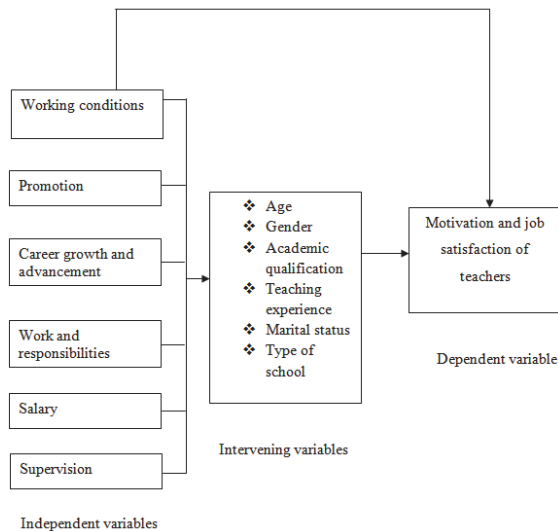 Working conditions
Promotion
Career growth and
advancement
Work and
responsibilities
Salary
Supervision
Independent variables
❖ Age
❖ Gender
❖ Academic
qualification
❖ Teaching
experience
❖ Marital status
❖ Type of
school
Intervening variables
Motivation and job
satisfaction of
teachers
Dependent variable